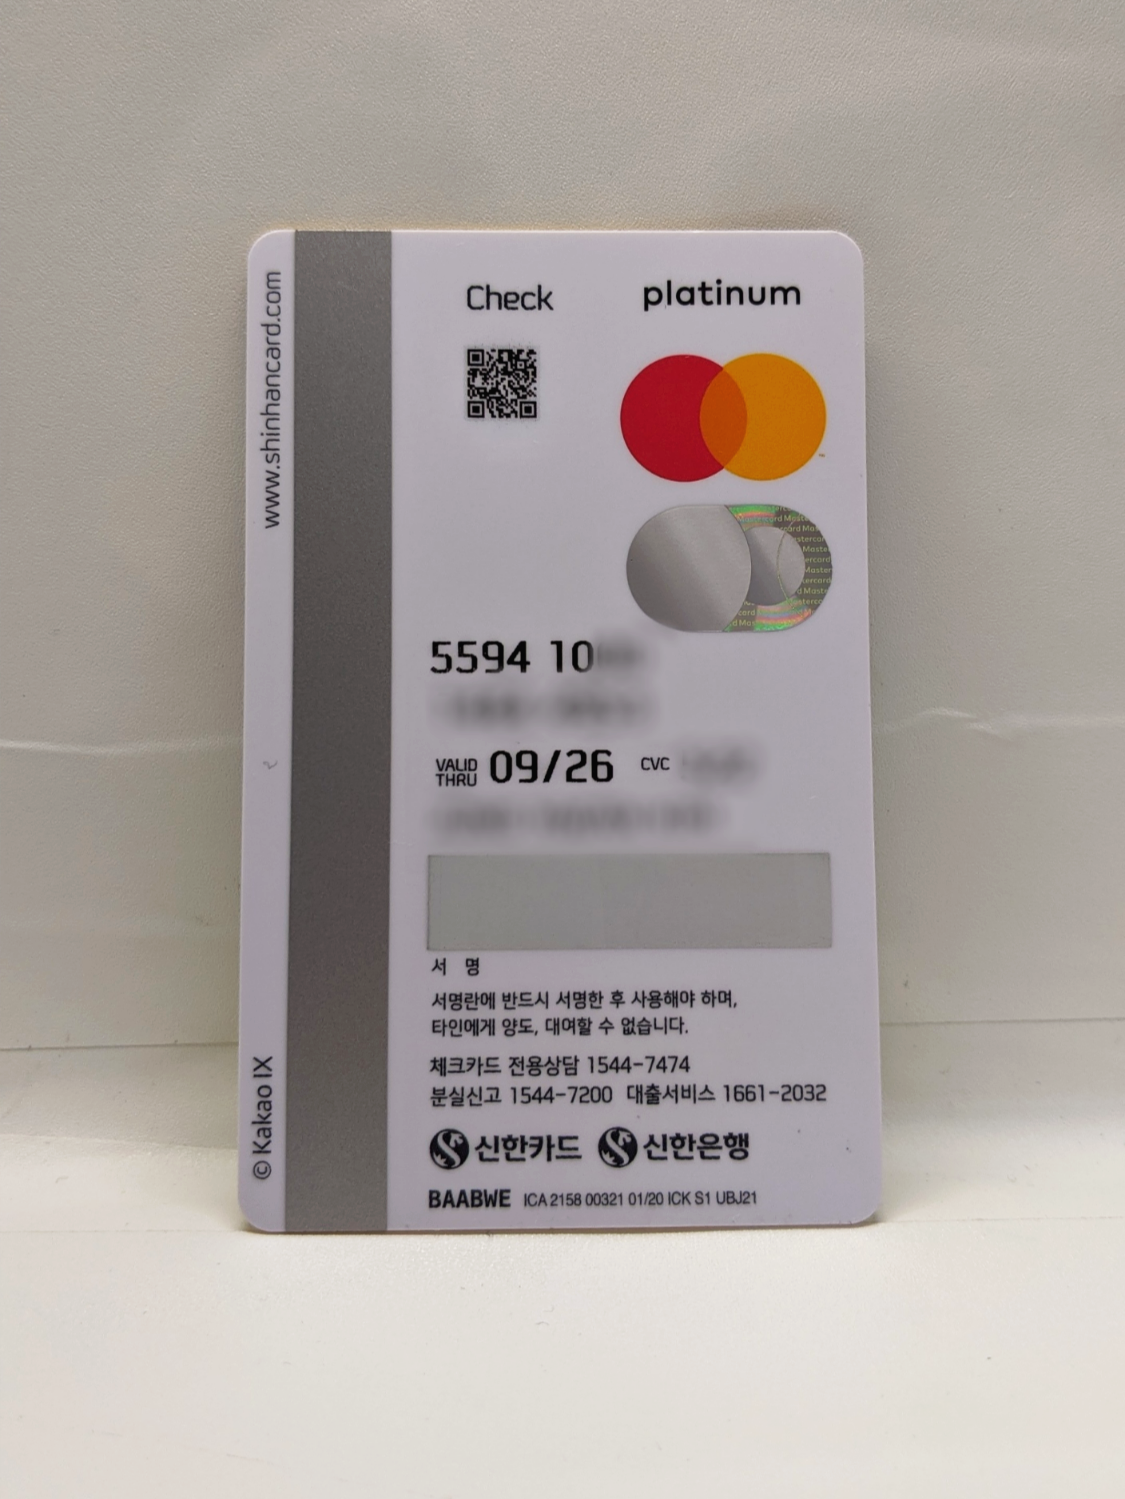 Check
platinum
www.shinhancard.com
5594 10
VALID THRU 09/26 CVC
서 명
서명란에 반드시 서명한 후 사용해야 하며,
타인에게 양도, 대여할 수 없습니다.
체크카드 전용상담 1544-7474
분실신고 1544-7200 대출서비스 1661-2032
신한카드 신한은행
BAABWE ICA 2158 00321 01/20 ICK S1 UBJ21
© Kakao IX